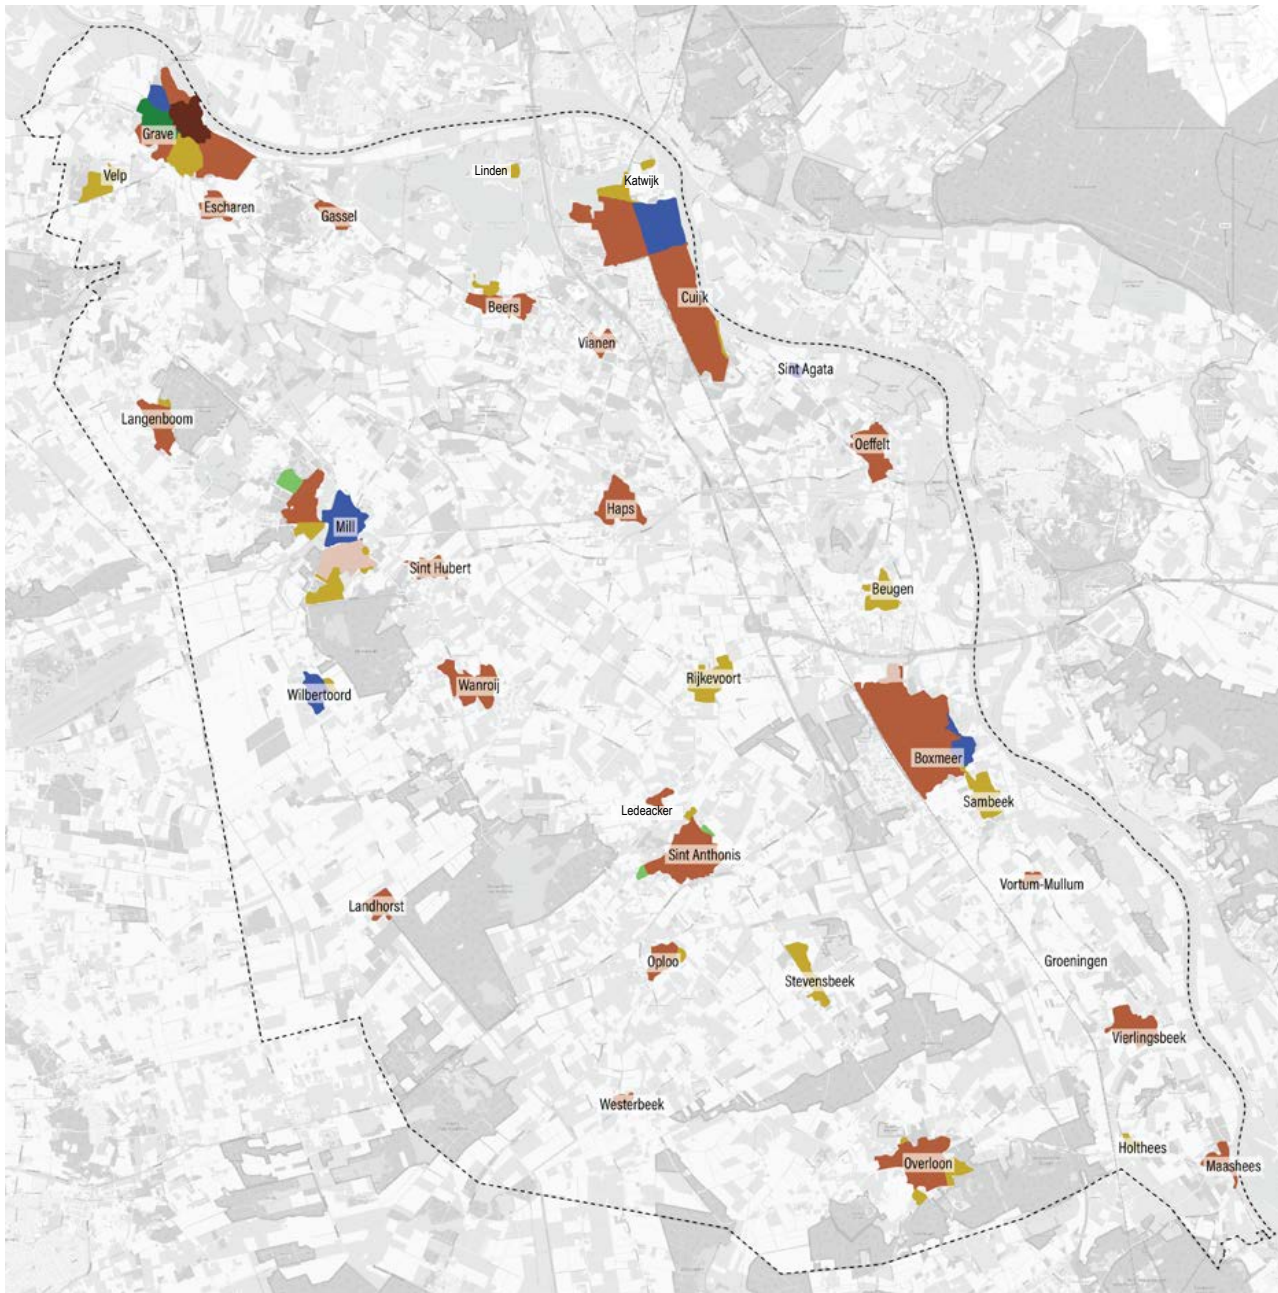 Grave
Velp
Linden
Katwijk
Escharen
Gassel
Cuijk
Beers
Vianen
Sint Agata
Langenboom
Oeffelt
Haps
Mill
Sint Hubert
Beugen
Rijkevoort
Wanroij
Wilbertoord
Boxmeer
Sambeek
Ledeacker
Sint Anthonis
Vortum-Mullum
Landhorst
Oploo
Groeningen
Stevensbeek
Vierlingsbeek
Westerbeek
Holthees
Overloon
Maashees